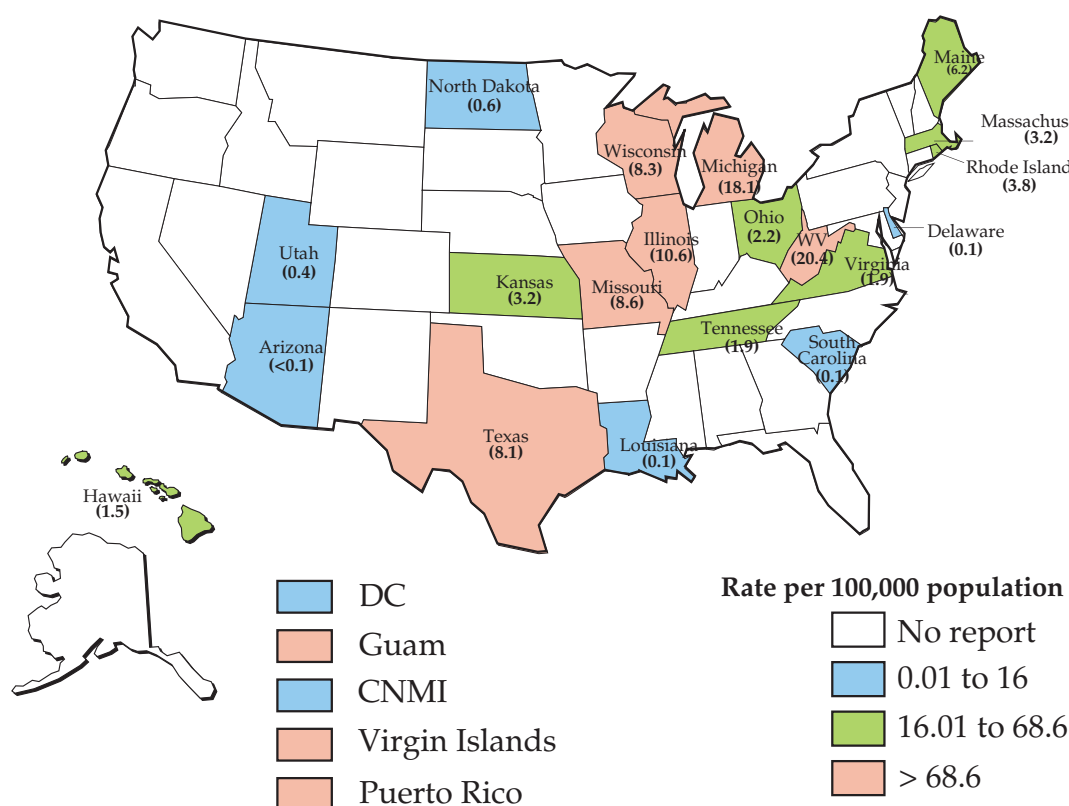 Maine
(6.2)
North Dakota
(0.6)
Massachus
(3.2)
Wisconsin
(8.3)
Michigan
(18.1)
Rhode Island
(3.8)
Ohio
(2.2)
Delaware
(0.1)
Utah
(0.4)
Illinois
(10.6)
WV
(20.4)
Virginia
(1.9)
Kansas
(3.2)
Missouri
(8.6)
Tennessee
(1.9)
South
Carolina
(0.1)
Arizona
(<0.1)
Texas
(8.1)
Louisiana
(0.1)
Hawaii
(1.5)
DC
Guam
CNMI
Virgin Islands
Puerto Rico
Rate per 100,000 population
No report
0.01 to 16
16.01 to 68.6
> 68.6